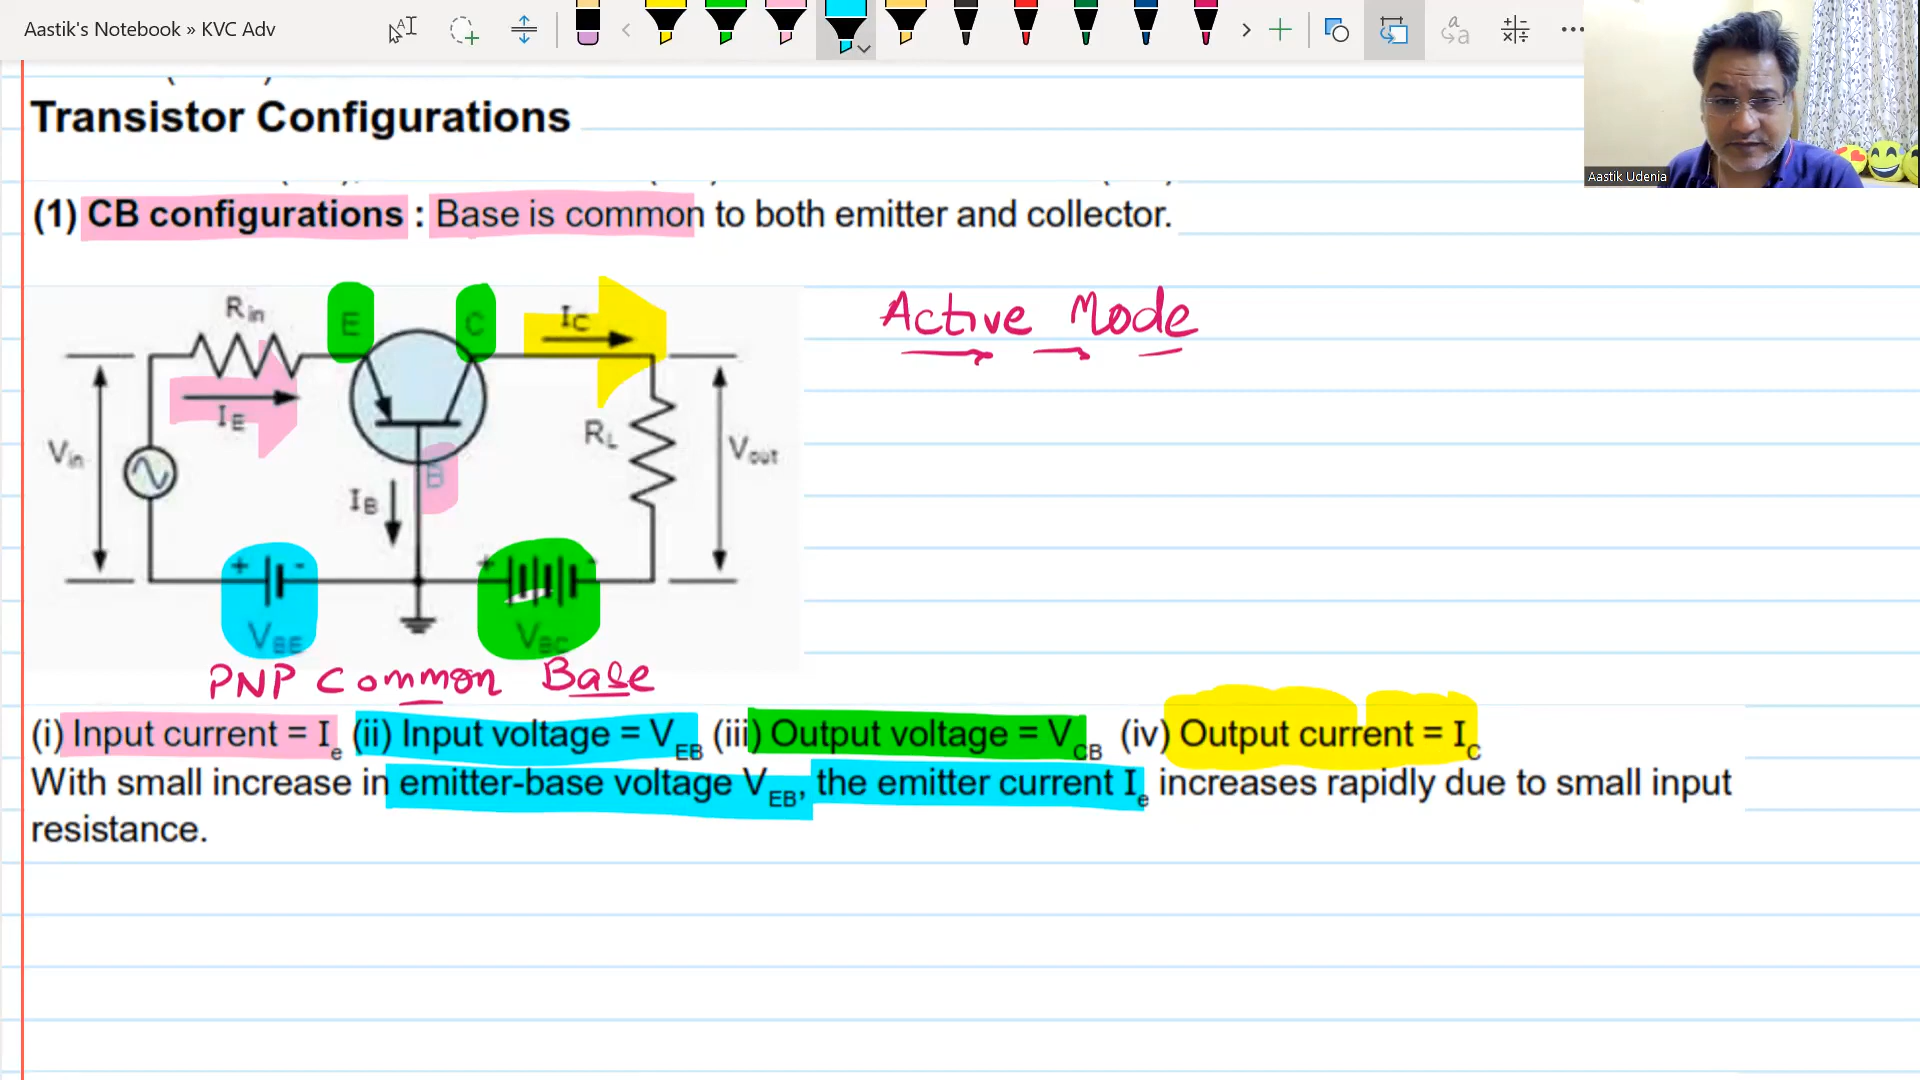 Aastik's Notebook » KVC Adv
Aastik Udenia
Transistor Configurations
(1) CB configurations : Base is common to both emitter and collector.
Rin
E
C
IC
Active Mode
IE
Vin
B
RL
Vout
IB
+ -
+ -
VBE
VBC
PNP Common Base
(i) Input current = Ie (ii) Input voltage = VEB (iii) Output voltage = VCB (iv) Output current = IC
With small increase in emitter-base voltage VEB, the emitter current Ie increases rapidly due to small input
resistance.